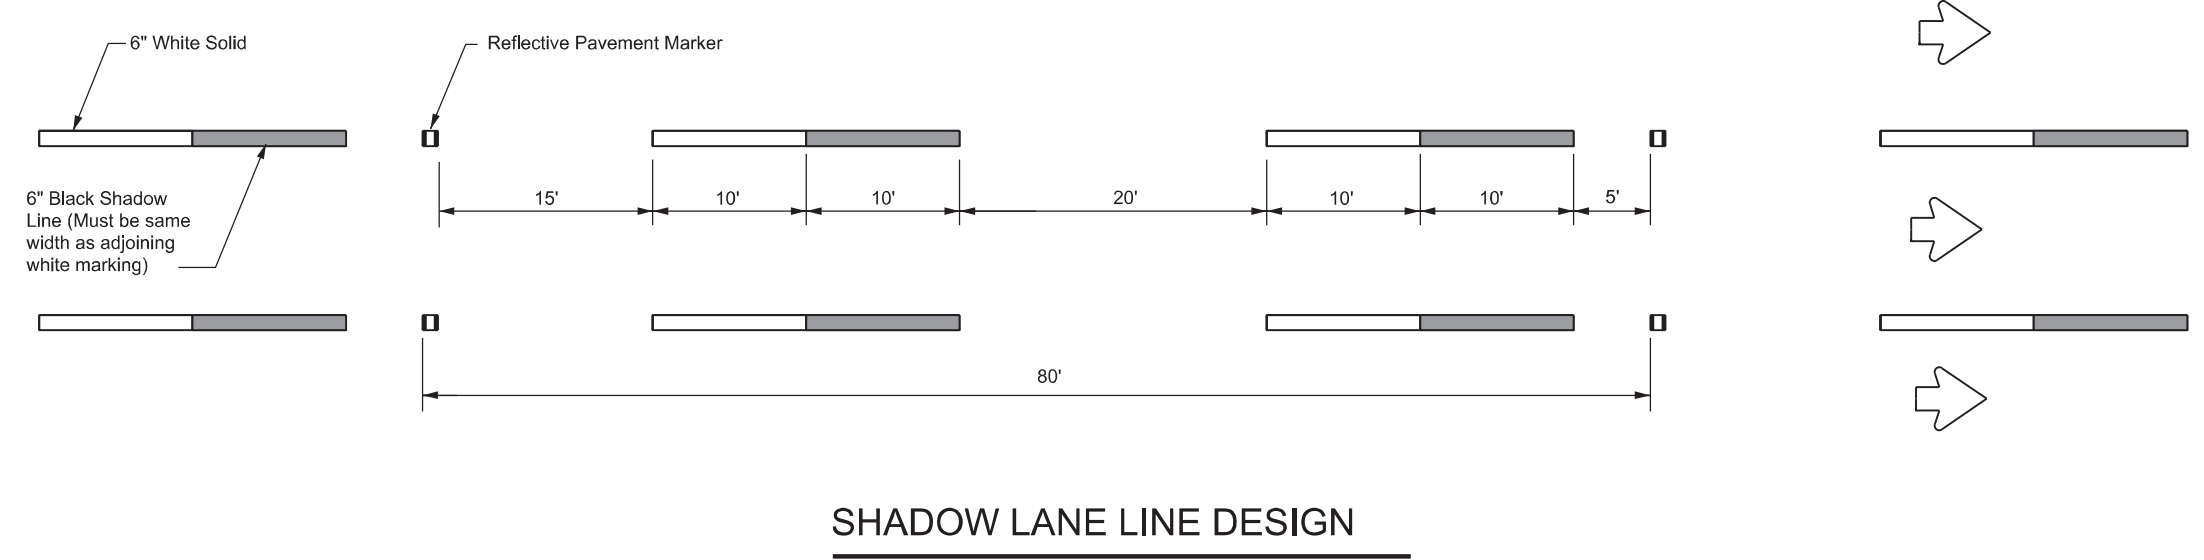 6" White Solid
Reflective Pavement Marker
6" Black Shadow
Line (Must be same
width as adjoining
white marking)
15'
10'
10'
20'
10'
10'
5'
80'
SHADOW LANE LINE DESIGN